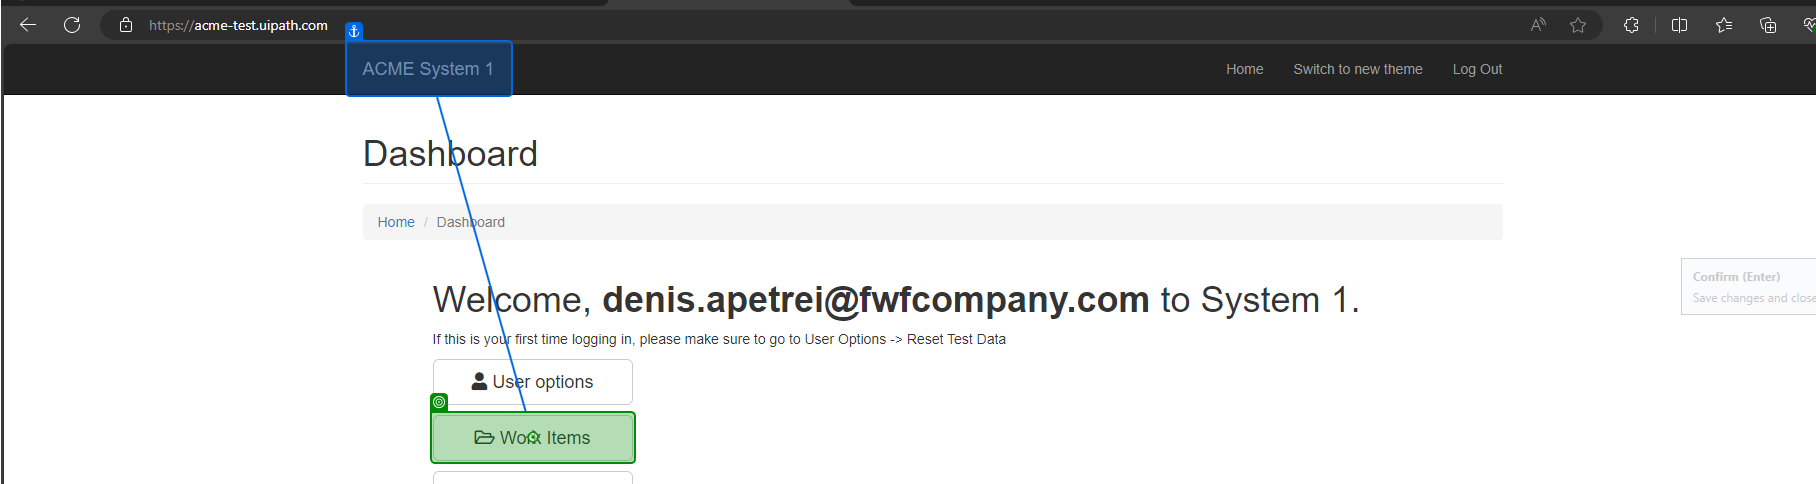 https://acme-test.uipath.com
ACME System 1
Home
Switch to new theme
Log Out
Dashboard
Home / Dashboard
Confirm (Enter)
Save changes and close
Welcome, denis.apetrei@fwfcompany.com to System 1.
If this is your first time logging in, please make sure to go to User Options -> Reset Test Data
User options
Work Items